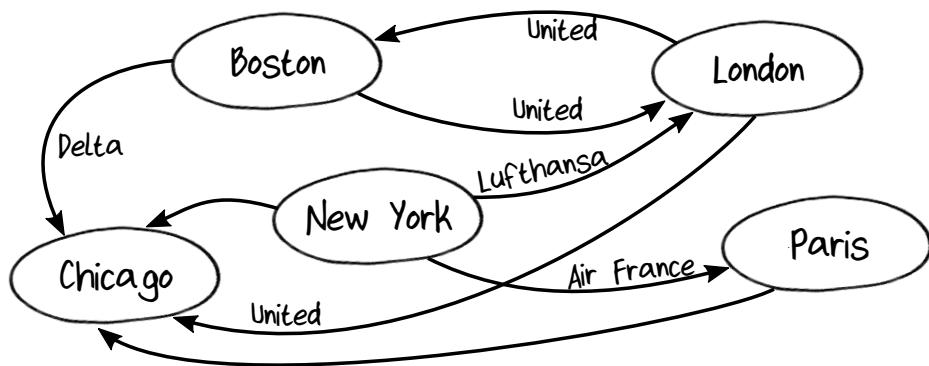 United
Boston
London
United
Delta
Lufthansa
New York
Paris
Chicago
Air France
United